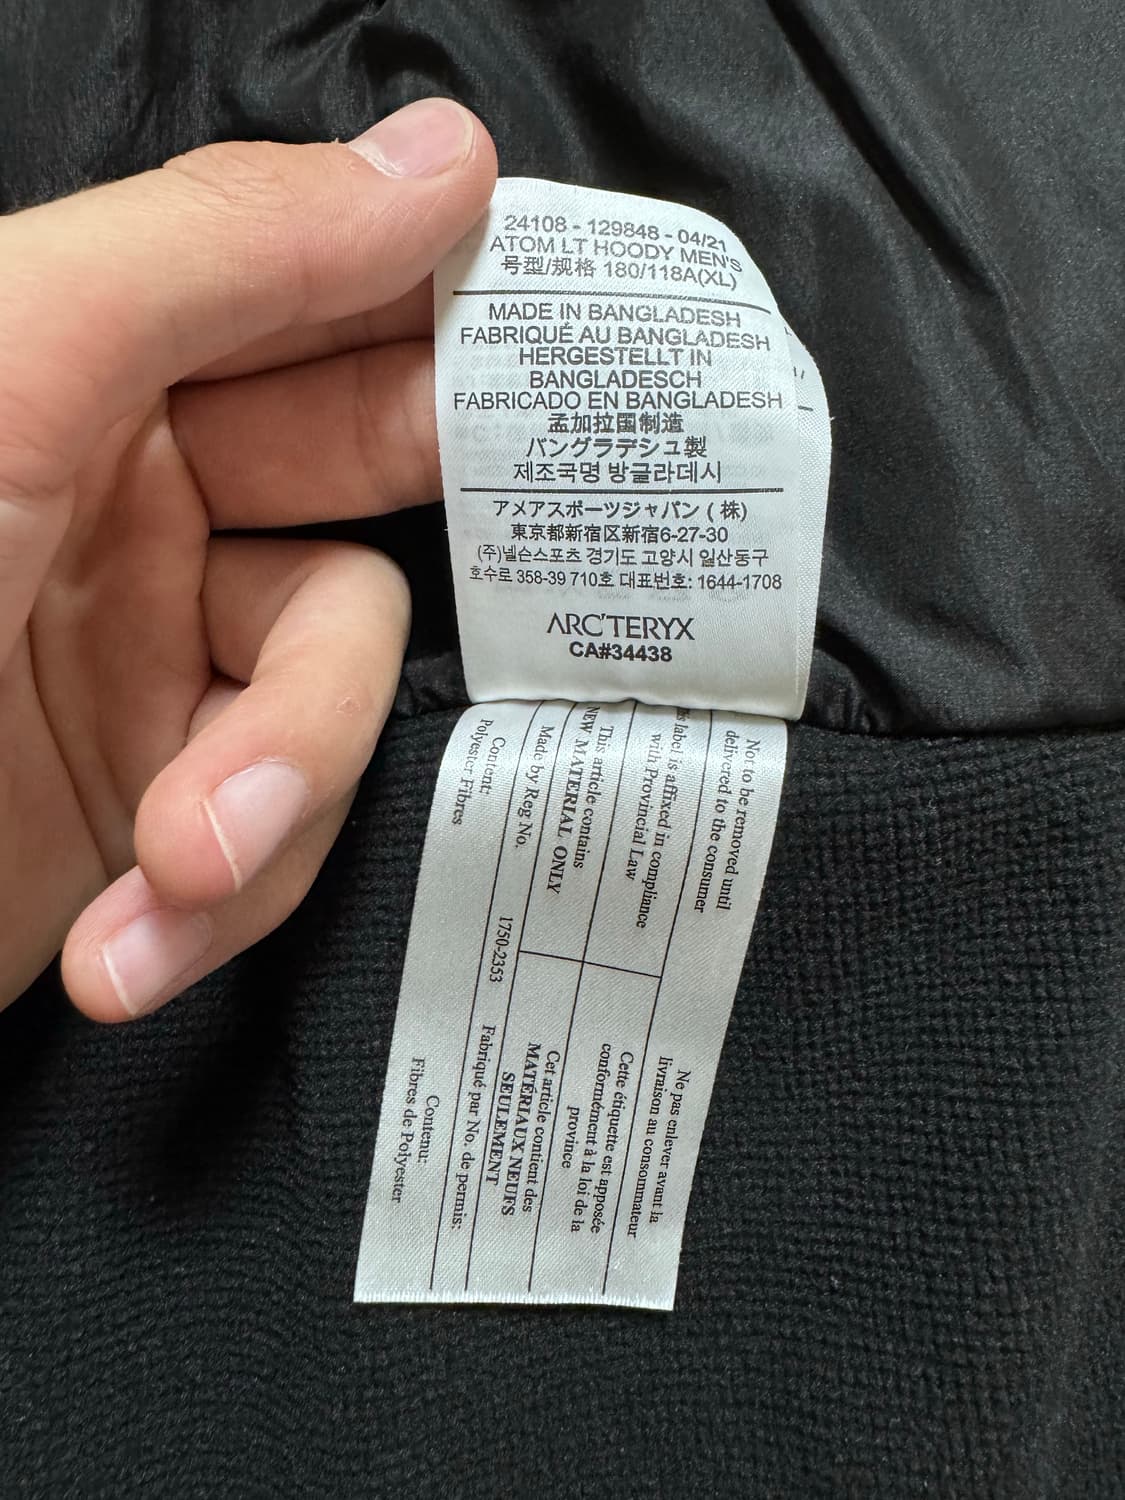 24108 - 129848 - 04/21
ATOM LT HOODY MEN'S
号型/规格 180/118A(XL)
MADE IN BANGLADESH
FABRIQUÉ AU BANGLADESH
HERGESTELLT IN
BANGLADESCH
FABRICADO EN BANGLADESH
孟加拉国制造
バングラデシュ製
제조국명 방글라데시
アメアスポーツジャパン ( 株)
東京都新宿区新宿6-27-30
(주)넬슨스포츠 경기도 고양시 일산동구
호수로 358-39 710호 대표번호: 1644-1708
ARC'TERYX
CA#34438
Not to be removed until
delivered to the consumer
Ne pas enlever avant la
livraison au consommateur
label is affixed in compliance
with Provincial Law
Cette étiquette est apposée
conformément à la loi de la
province
This article contains
NEW MATERIAL ONLY
Cet article contient des
MATÉRIAUX NEUFS
SEULEMENT
Made by Reg No.
1750-2353
Fabriqué par No. de permis:
Content:
Polyester Fibres
Contenu:
Fibres de Polyester